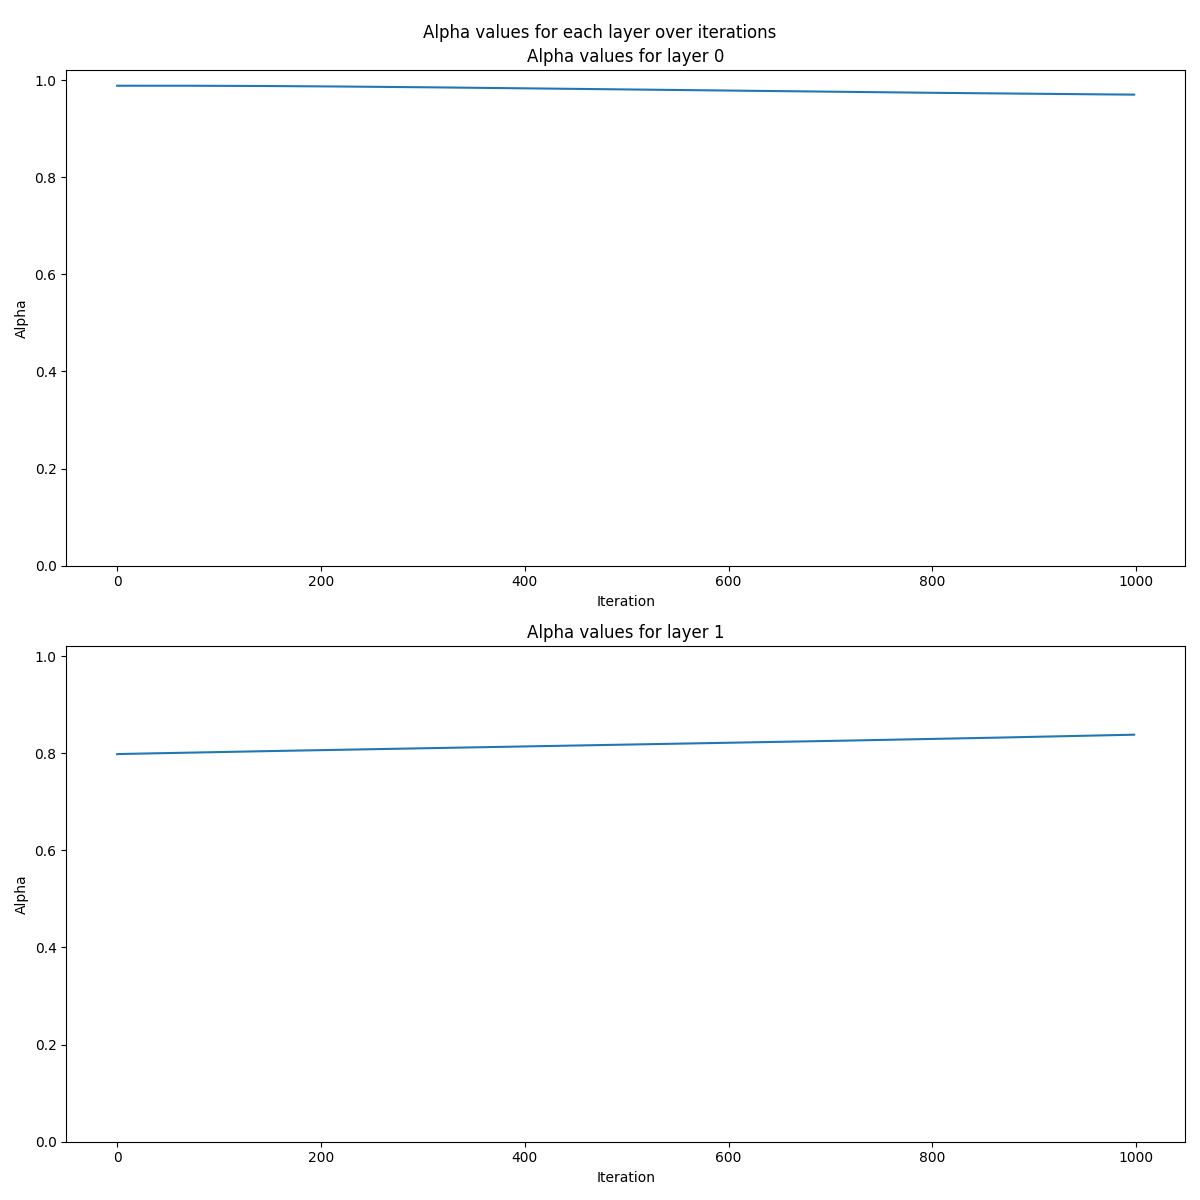 Alpha values for each layer over iterations
Alpha values for layer 0
1.0
0.8
0.6
0.4
0.2
0.0
Alpha
0 200 400 600 800 1000
Iteration
Alpha values for layer 1
1.0
0.8
0.6
0.4
0.2
0.0
Alpha
0 200 400 600 800 1000
Iteration